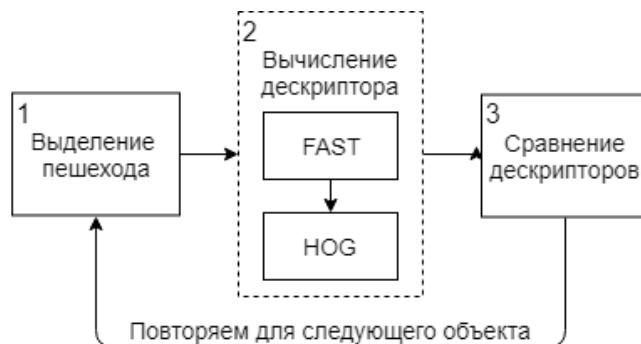 1
Выделение
пешехода
2
Вычисление
дескриптора
FAST
HOG
3
Сравнение
дескрипторов
Повторяем для следующего объекта